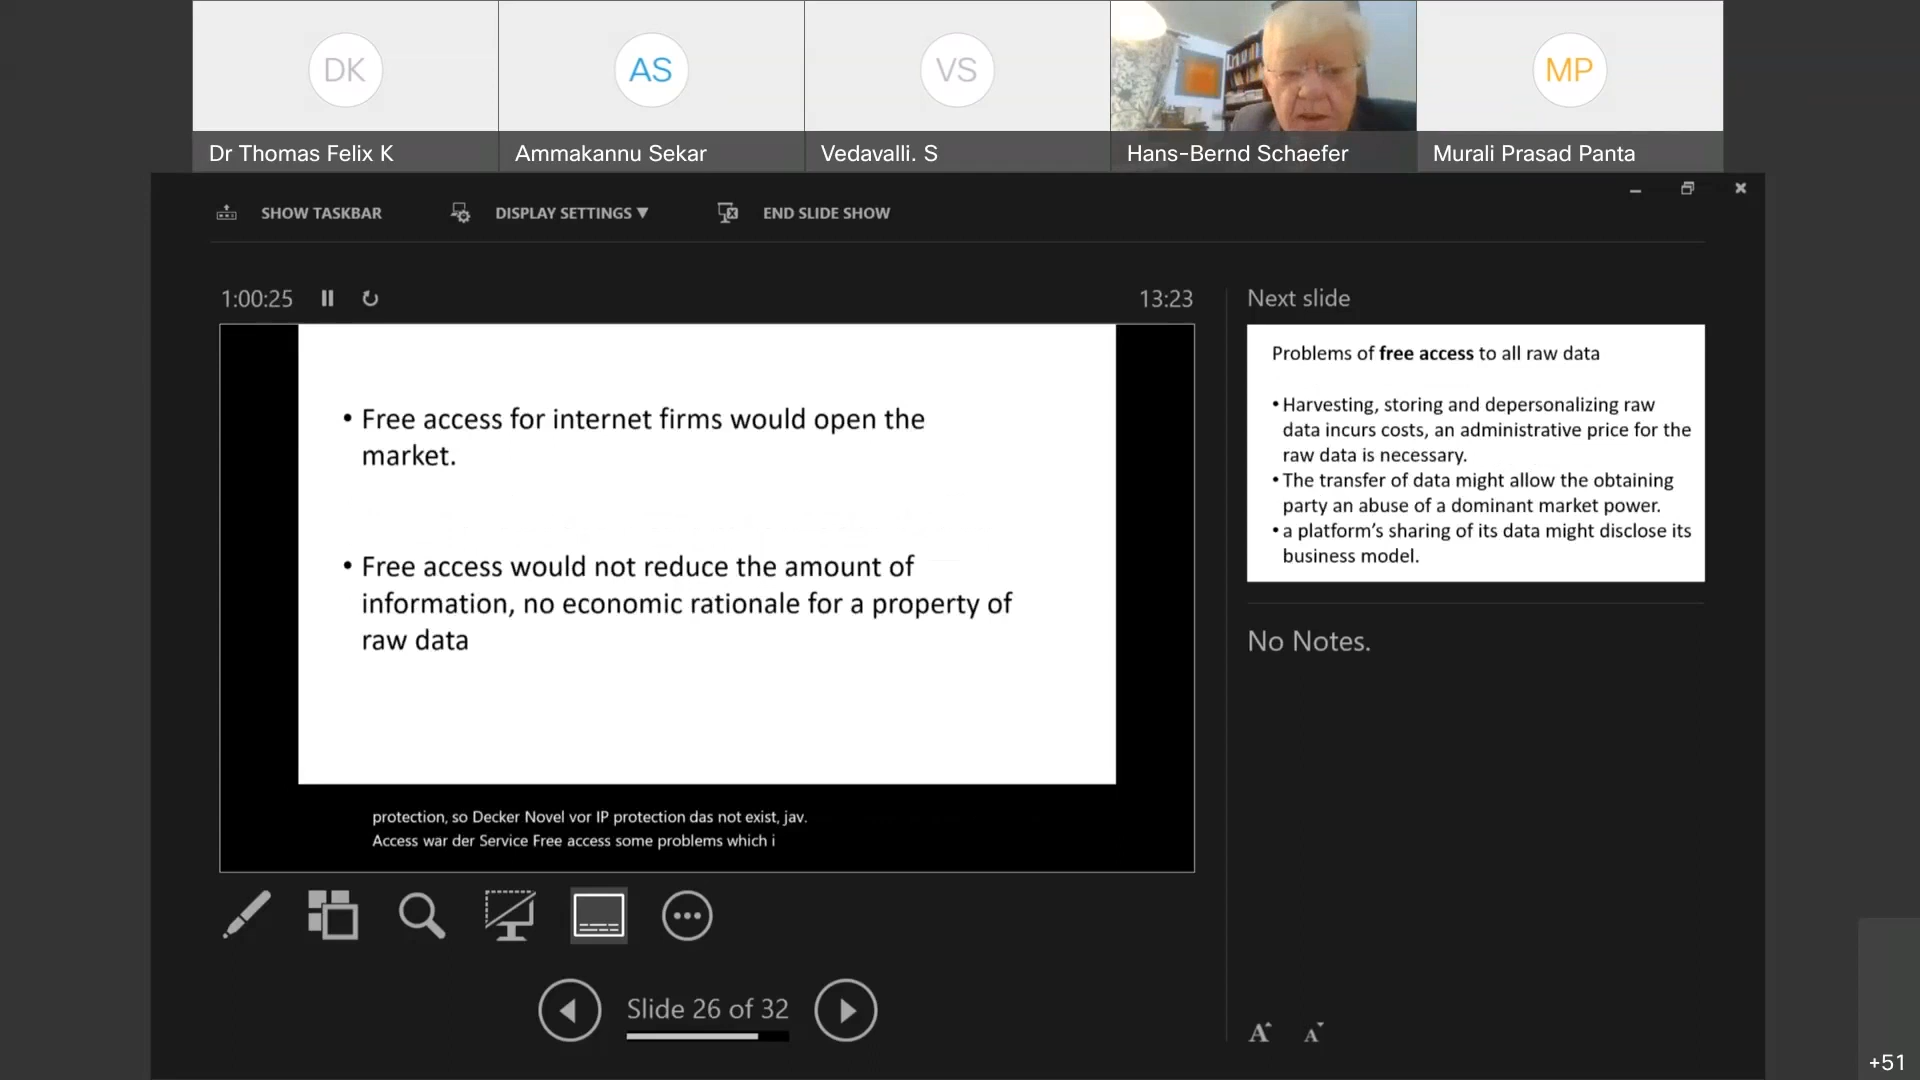 DK
AS
VS
MP
Dr Thomas Felix K
Ammakannu Sekar
Vedavalli. S
Hans-Bernd Schaefer
Murali Prasad Panta
SHOW TASKBAR
DISPLAY SETTINGS ▼
END SLIDE SHOW
1:00:25
13:23
• Free access for internet firms would open the
market.
• Free access would not reduce the amount of
information, no economic rationale for a property of
raw data
protection, so Decker Novel vor IP protection das not exist, jav.
Access war der Service Free access some problems which i
Slide 26 of 32
Next slide
Problems of free access to all raw data
• Harvesting, storing and depersonalizing raw
data incurs costs, an administrative price for the
raw data is necessary.
• The transfer of data might allow the obtaining
party an abuse of a dominant market power.
• a platform's sharing of its data might disclose its
business model.
No Notes.
A A
+51